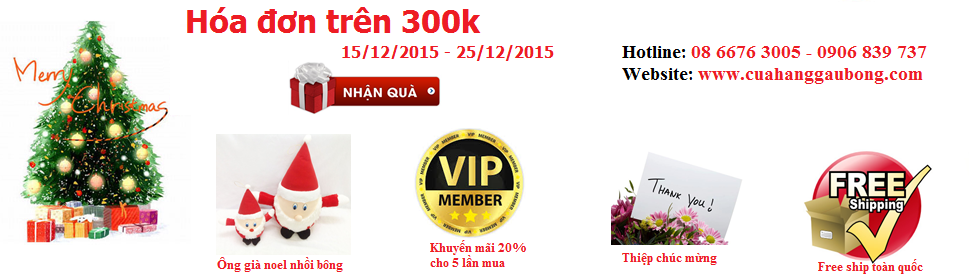 Hóa đơn trên 300k
15/12/2015 - 25/12/2015
Hotline: 08 6676 3005 - 0906 839 737
Website: www.cuahanggaubong.com
Merry
Christmas
NHẬN QUÀ
VIP MEMBER
VIP
MEMBER
THANK YOU!
FREE
Shipping
Ông già noel nhồi bông
Khuyến mãi 20%
cho 5 lần mua
Thiệp chúc mừng
Free ship toàn quốc